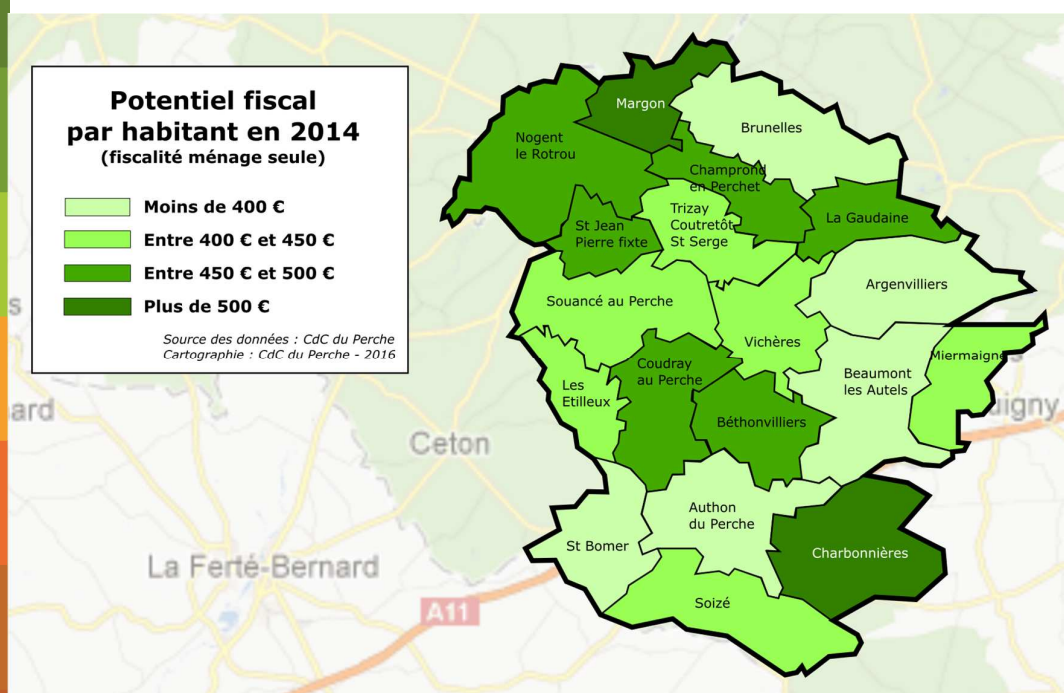 Potentiel fiscal
par habitant en 2014
(fiscalité ménage seule)
Moins de 400 €
Entre 400 € et 450 €
Entre 450 € et 500 €
Plus de 500 €
Source des données : CdC du Perche
Cartographie : CdC du Perche - 2016
Margon
Brunelles
Nogent
le Rotrou
Champrond
en Perchet
Trizay
Coutretôt
St Serge
La Gaudaine
St Jean
Pierre fixte
Argenvilliers
Souancé au Perche
Vichères
Miermaigne
Coudray
au Perche
Beaumont
les Autels
Les
Etilleux
Béthonvilliers
Authon
du Perche
St Bomer
Charbonnières
Soizé
Ceton
La Ferté-Bernard
A11
ard
uigny
s